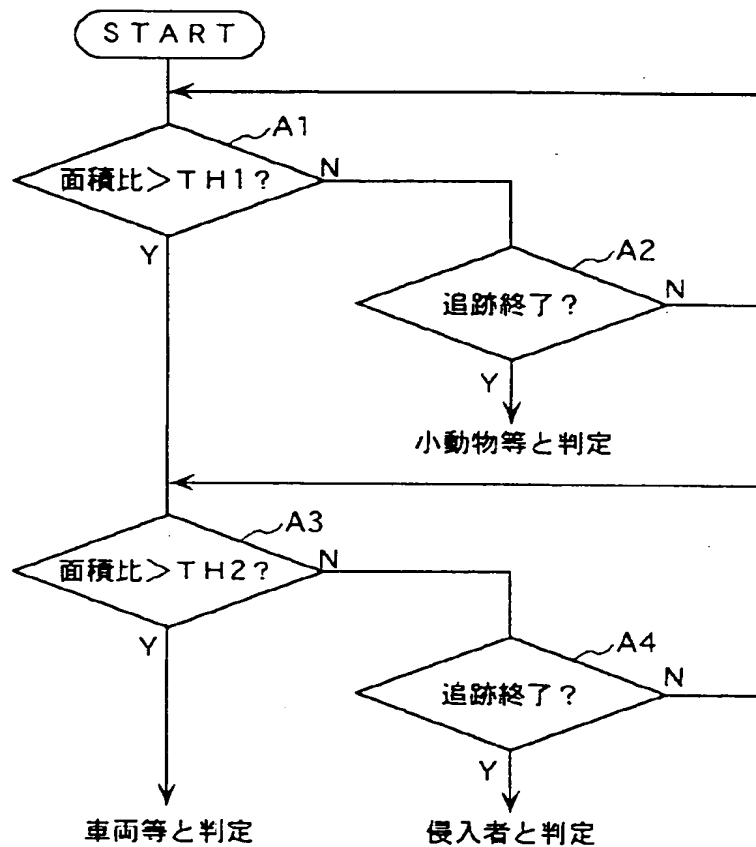 START
A1
面積比＞TH1？
N
Y
A2
追跡終了？
N
Y
小動物等と判定
A3
面積比＞TH2？
N
Y
A4
追跡終了？
N
Y
車両等と判定
侵入者と判定